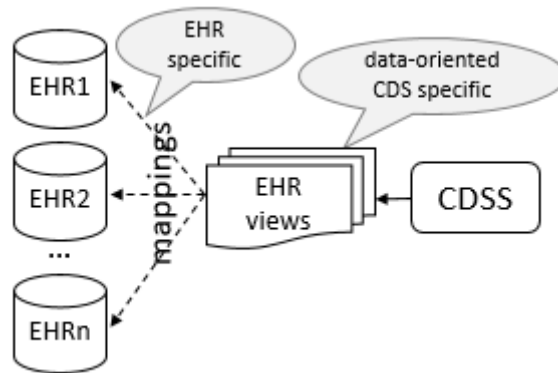 EHR
specific
data-oriented
CDS specific
EHR1
EHR2
...
EHRn
mappings
EHR
views
CDSS